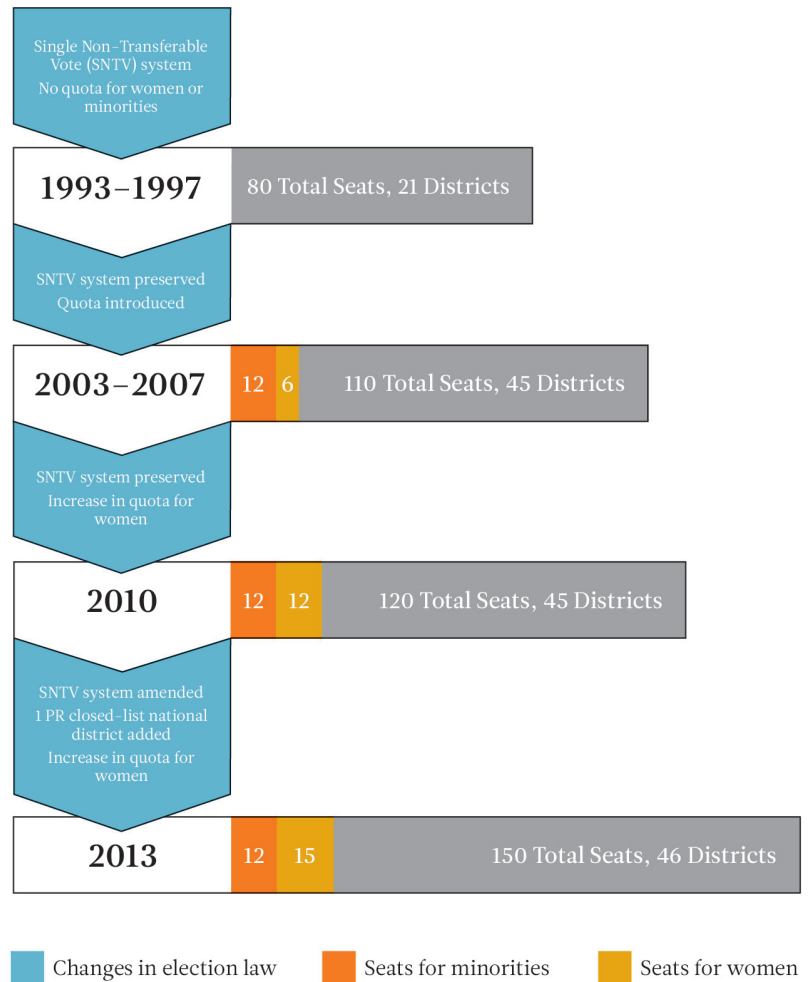 Single Non-Transferable
Vote (SNTV) system
No quota for women or
minorities
1993–1997
80 Total Seats, 21 Districts
SNTV system preserved
Quota introduced
2003–2007
12
6
110 Total Seats, 45 Districts
SNTV system preserved
Increase in quota for
women
2010
12
12
120 Total Seats, 45 Districts
SNTV system amended
1 PR closed-list national
district added
Increase in quota for
women
2013
12
15
150 Total Seats, 46 Districts
Changes in election law
Seats for minorities
Seats for women